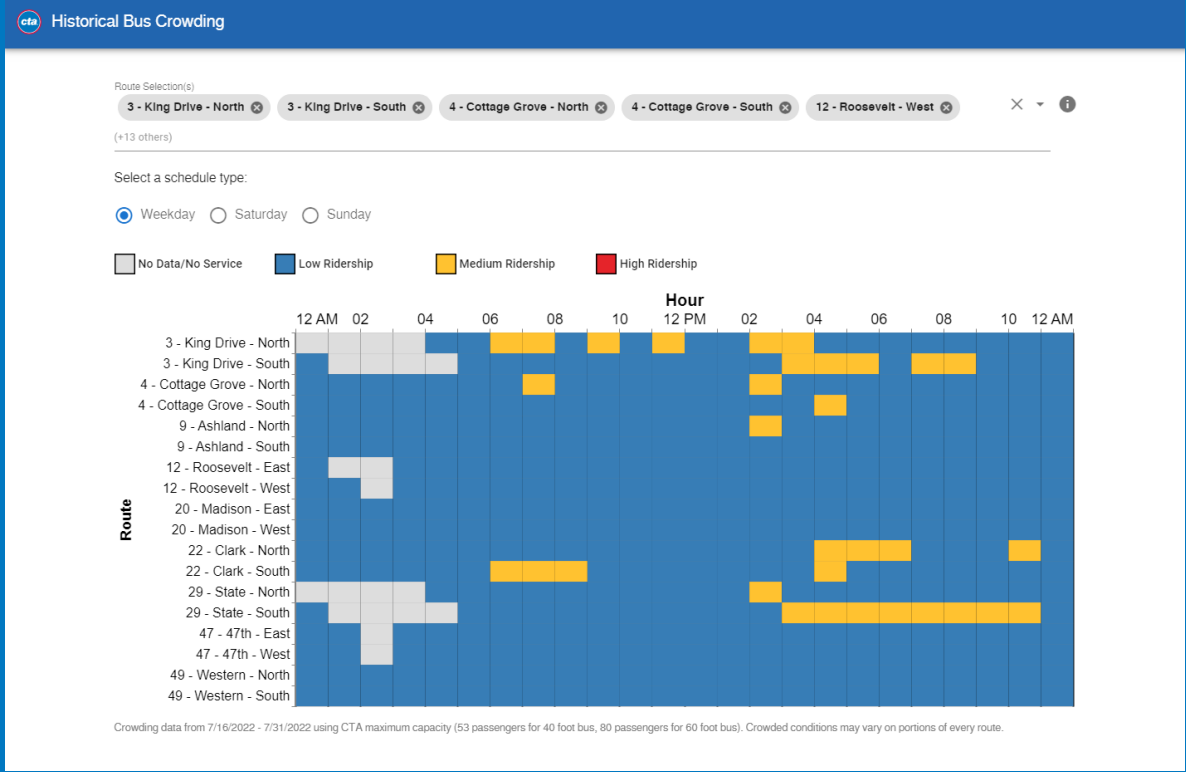 cta Historical Bus Crowding
Route Selection(s)
3 - King Drive - North 3 - King Drive - South 4 - Cottage Grove - North 4 - Cottage Grove - South 12 - Roosevelt - West
(+13 others)
Select a schedule type:
Weekday Saturday Sunday
No Data/No Service Low Ridership Medium Ridership High Ridership
Hour
12 AM 02 04 06 08 10 12 PM 02 04 06 08 10 12 AM
Route
3 - King Drive - North
3 - King Drive - South
4 - Cottage Grove - North
4 - Cottage Grove - South
9 - Ashland - North
9 - Ashland - South
12 - Roosevelt - East
12 - Roosevelt - West
20 - Madison - East
20 - Madison - West
22 - Clark - North
22 - Clark - South
29 - State - North
29 - State - South
47 - 47th - East
47 - 47th - West
49 - Western - North
49 - Western - South
Crowding data from 7/16/2022 - 7/31/2022 using CTA maximum capacity (53 passengers for 40 foot bus, 80 passengers for 60 foot bus). Crowded conditions may vary on portions of every route.